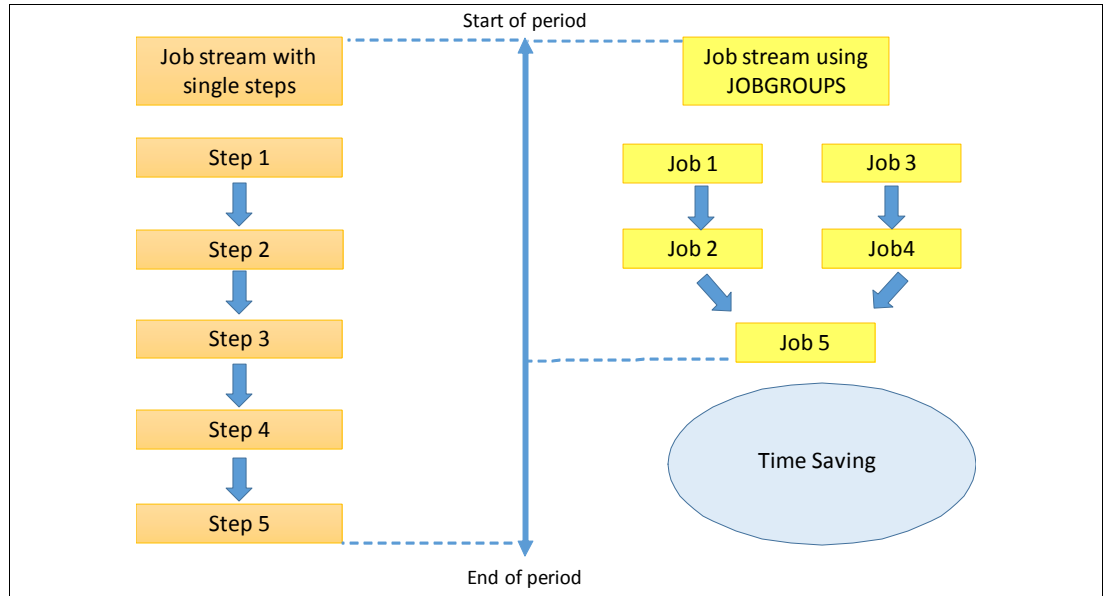 Start of period
Job stream with
single steps
Step 1
Step 2
Step 3
Step 4
Step 5
Job stream using
JOBGROUPS
Job 1
Job 3
Job 2
Job4
Job 5
Time Saving
End of period